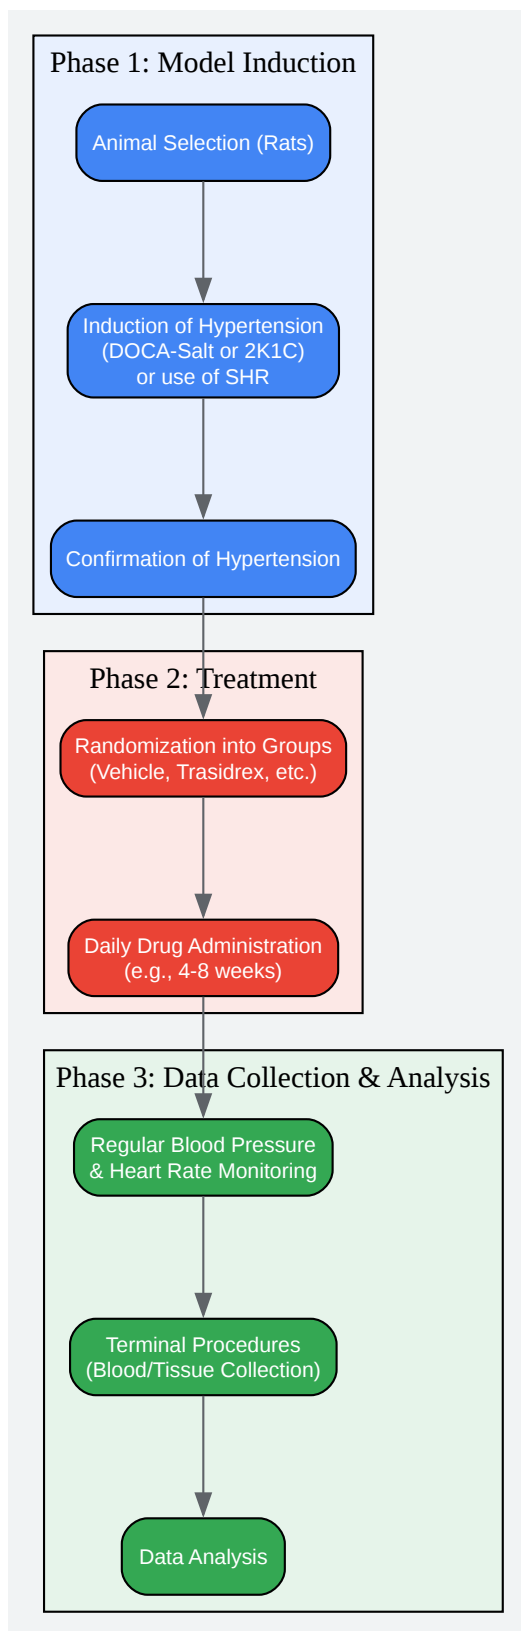 Phase 1: Model Induction
Animal Selection (Rats)
Induction of Hypertension
(DOCA-Salt or 2K1C)
or use of SHR
Confirmation of Hypertension
Phase 2: Treatment
Randomization into Groups
(Vehicle, Trasidrex, etc.)
Daily Drug Administration
(e.g., 4-8 weeks)
Phase 3: Data Collection & Analysis
Regular Blood Pressure
& Heart Rate Monitoring
Terminal Procedures
(Blood/Tissue Collection)
Data Analysis